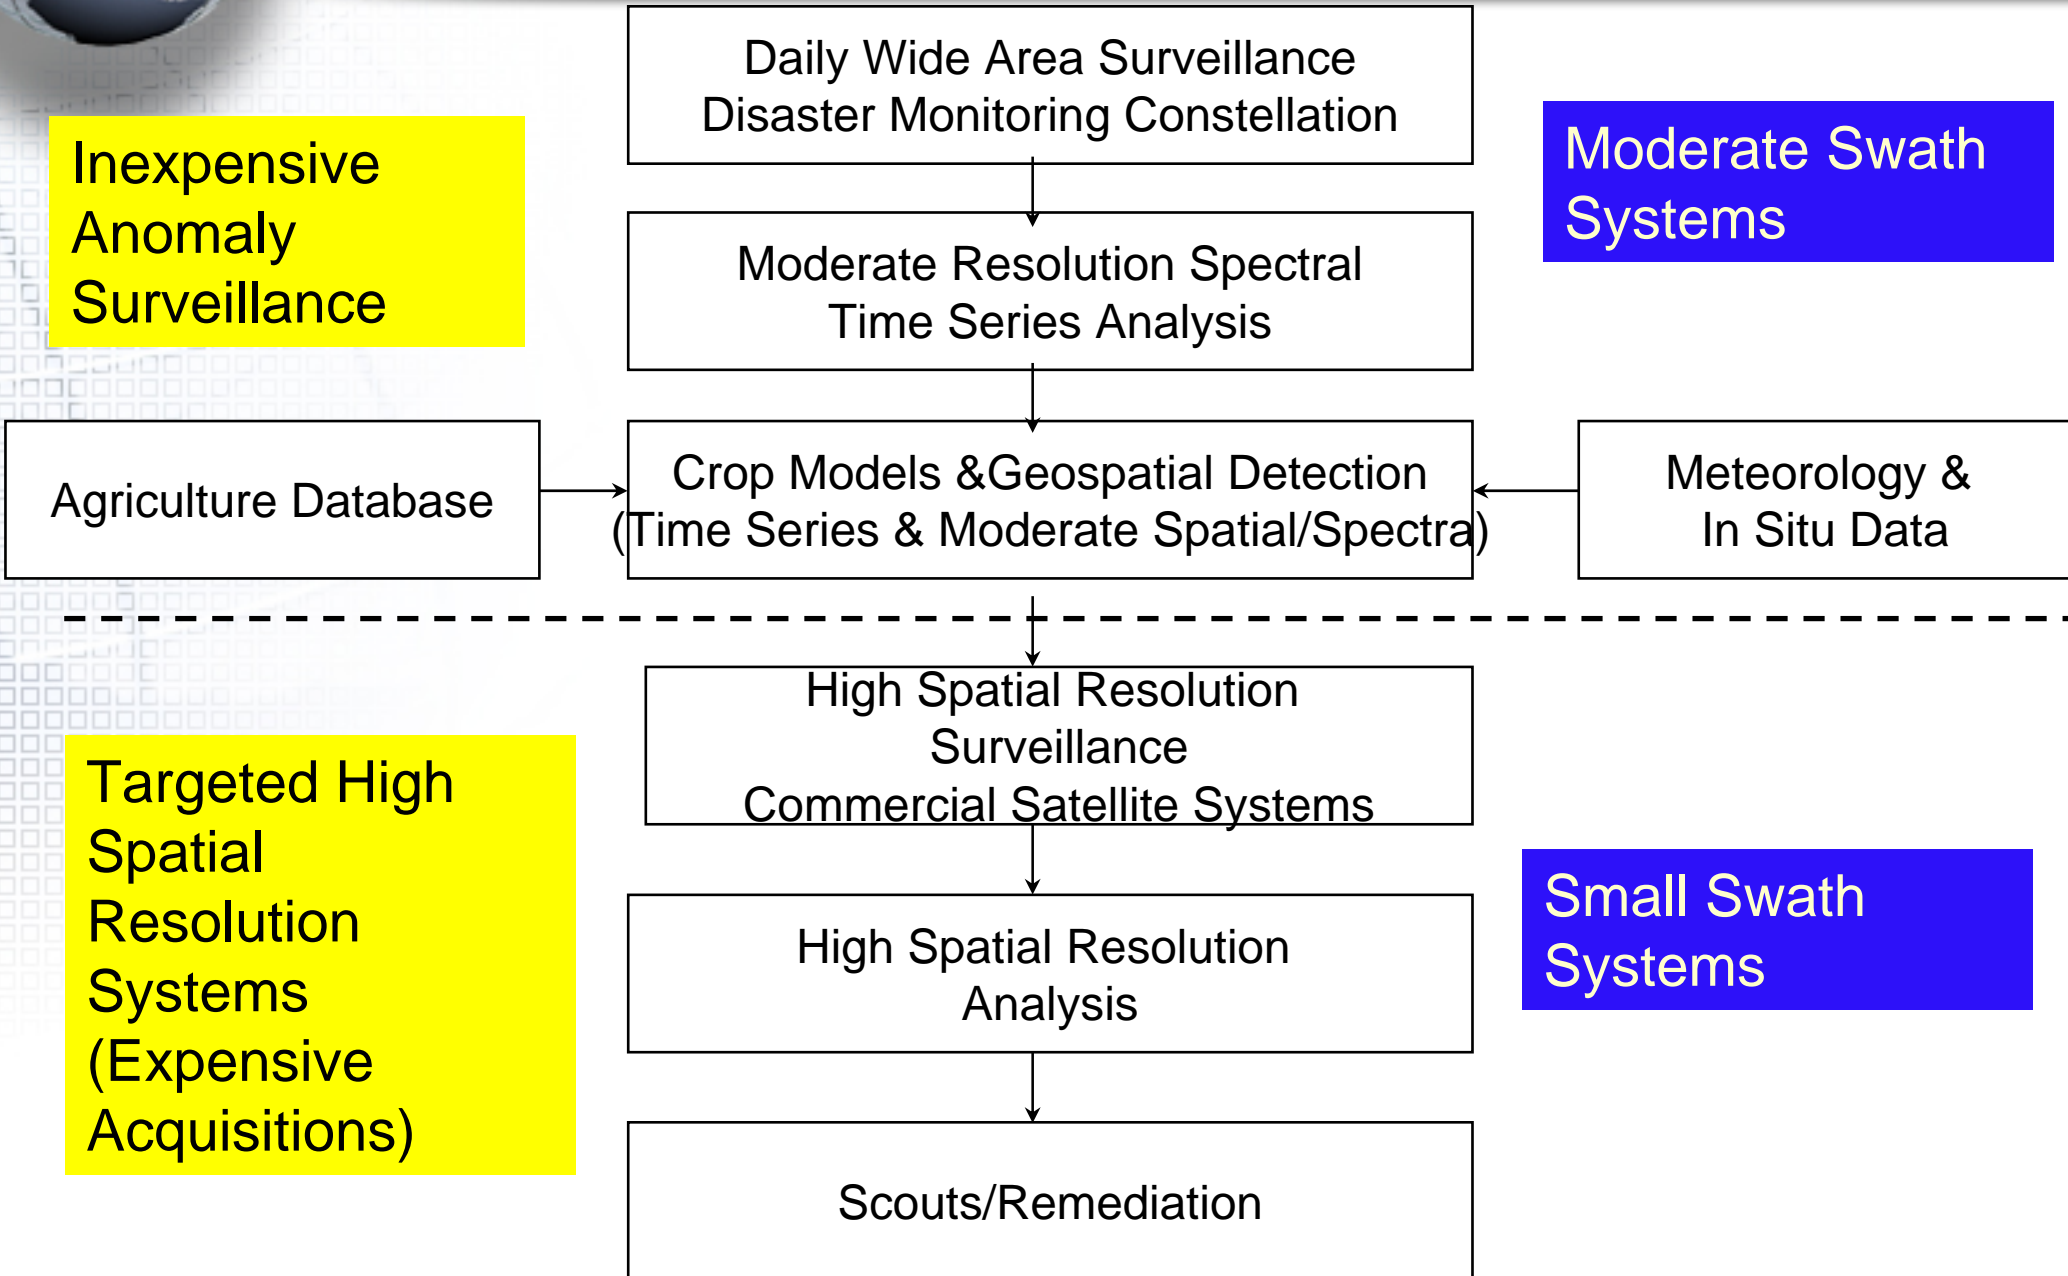 Daily Wide Area Surveillance
Disaster Monitoring Constellation
Inexpensive
Anomaly
Surveillance
Moderate Swath
Systems
Moderate Resolution Spectral
Time Series Analysis
Agriculture Database
Crop Models &Geospatial Detection
(Time Series & Moderate Spatial/Spectra)
Meteorology &
In Situ Data
High Spatial Resolution
Surveillance
Commercial Satellite Systems
Targeted High
Spatial
Resolution
Systems
(Expensive
Acquisitions)
Small Swath
Systems
High Spatial Resolution
Analysis
Scouts/Remediation